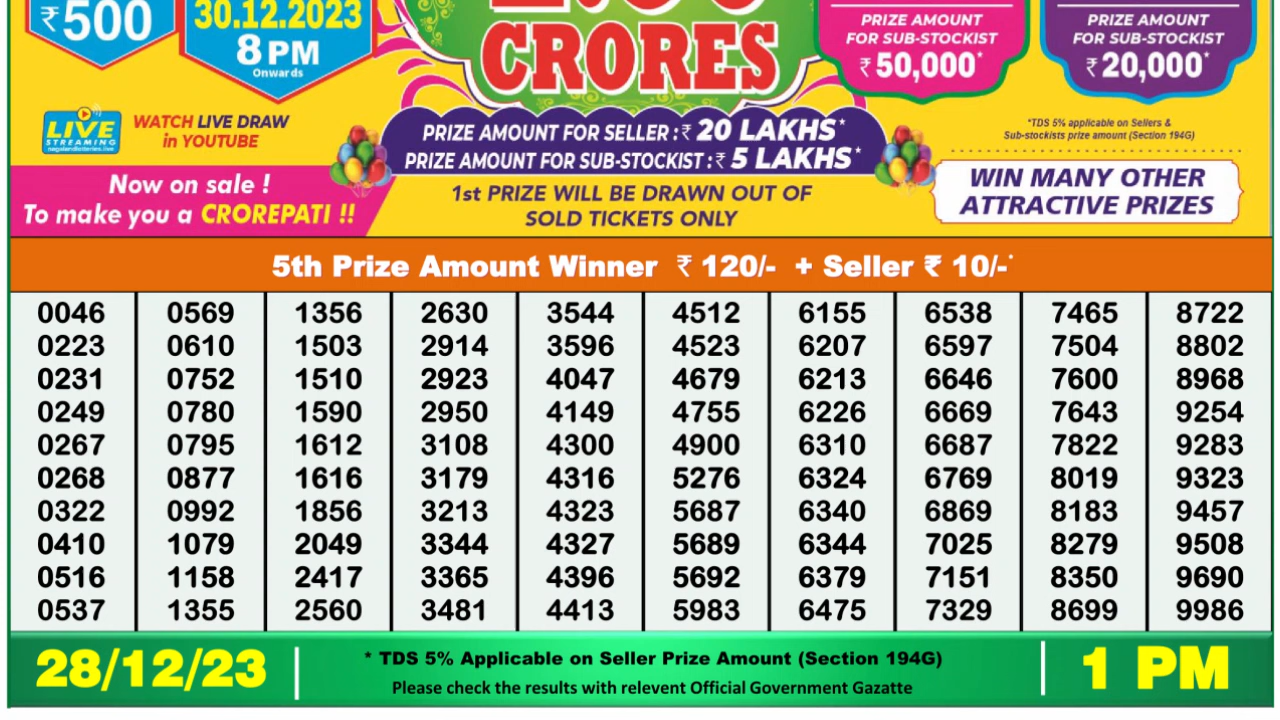 ₹500
30.12.2023
8 PM
Onwards
CRORES
PRIZE AMOUNT
FOR SUB-STOCKIST
₹ 50,000*
PRIZE AMOUNT
FOR SUB-STOCKIST
₹ 20,000*
LIVE
STREAMING
nagalandlotteries.live
WATCH LIVE DRAW
in YOUTUBE
PRIZE AMOUNT FOR SELLER : ₹ 20 LAKHS*
PRIZE AMOUNT FOR SUB-STOCKIST : ₹ 5 LAKHS*
*TDS 5% applicable on Sellers &
Sub-stockists prize amount (Section 194G)
Now on sale !
To make you a CROREPATI !!
1st PRIZE WILL BE DRAWN OUT OF
SOLD TICKETS ONLY
WIN MANY OTHER
ATTRACTIVE PRIZES
5th Prize Amount Winner ₹ 120/- + Seller ₹ 10/-*
0046 0569 1356 2630 3544 4512 6155 6538 7465 8722
0223 0610 1503 2914 3596 4523 6207 6597 7504 8802
0231 0752 1510 2923 4047 4679 6213 6646 7600 8968
0249 0780 1590 2950 4149 4755 6226 6669 7643 9254
0267 0795 1612 3108 4300 4900 6310 6687 7822 9283
0268 0877 1616 3179 4316 5276 6324 6769 8019 9323
0322 0992 1856 3213 4323 5687 6340 6869 8183 9457
0410 1079 2049 3344 4327 5689 6344 7025 8279 9508
0516 1158 2417 3365 4396 5692 6379 7151 8350 9690
0537 1355 2560 3481 4413 5983 6475 7329 8699 9986
28/12/23
* TDS 5% Applicable on Seller Prize Amount (Section 194G)
Please check the results with relevent Official Government Gazatte
1 PM